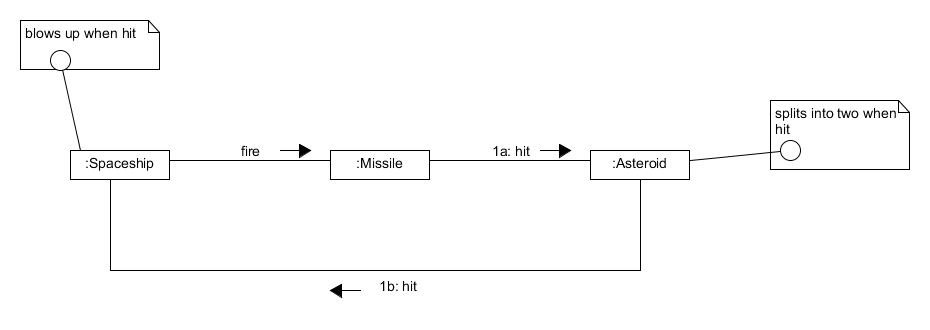 blows up when hit
splits into two when
hit
fire
1a: hit
:Spaceship
:Missile
:Asteroid
1b: hit